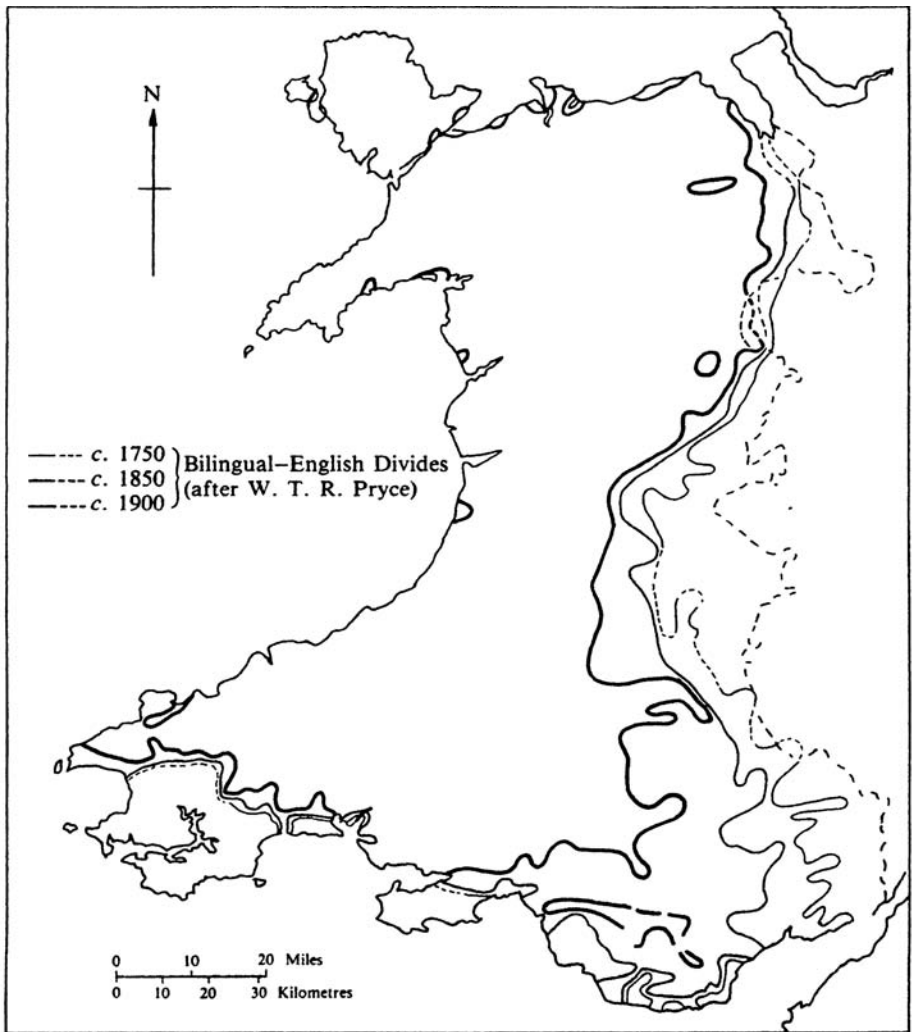 N
c. 1750
c. 1850
c. 1900
Bilingual–English Divides
(after W. T. R. Pryce)
0 10 20 Miles
0 10 20 30 Kilometres